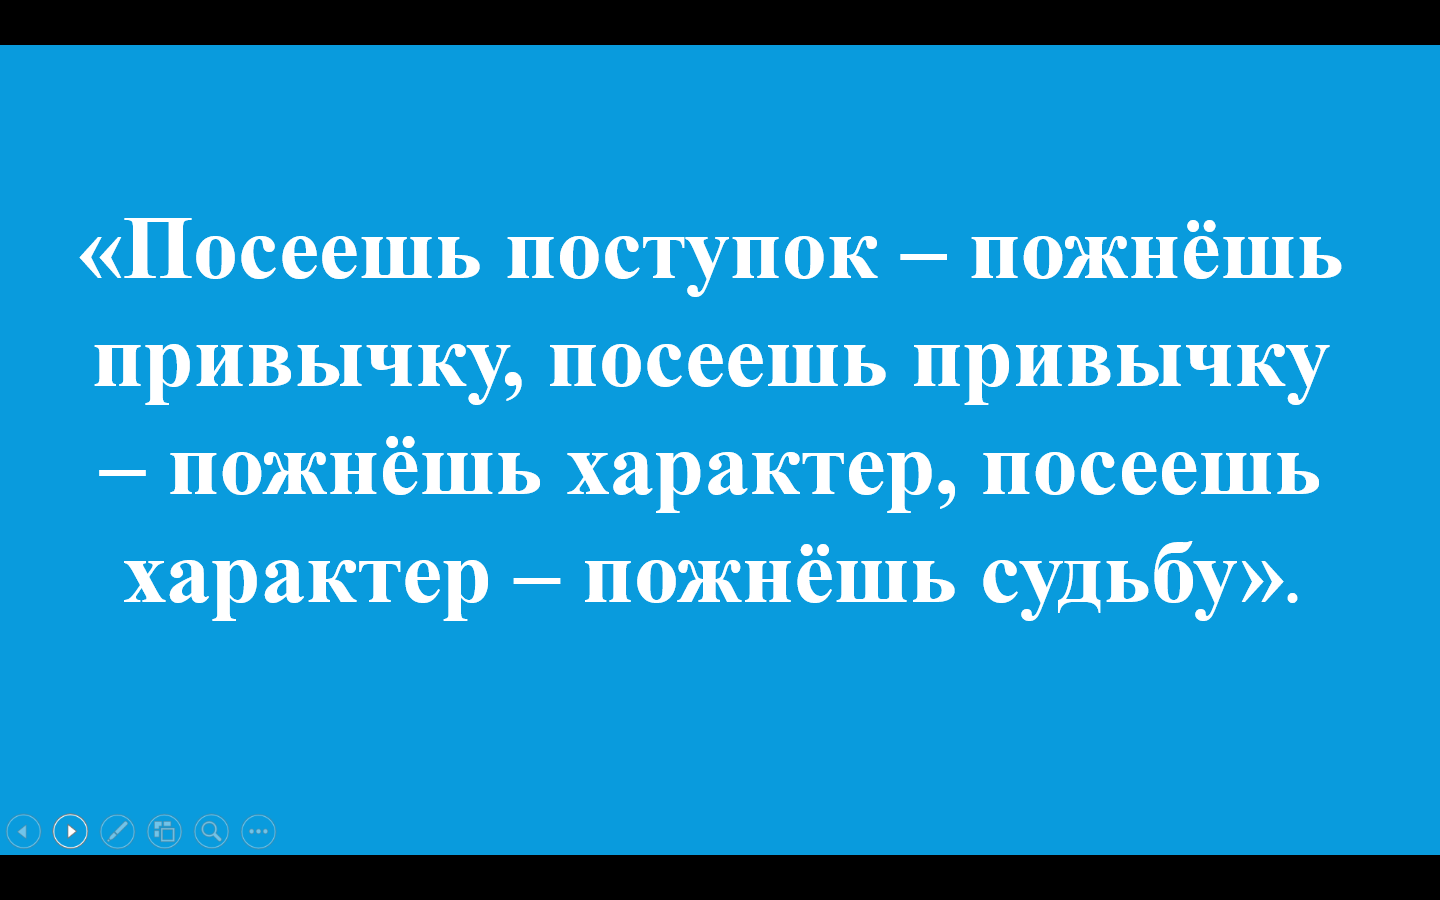 «Посеешь поступок – пожнёшь
привычку, посеешь привычку
– пожнёшь характер, посеешь
характер – пожнёшь судьбу».